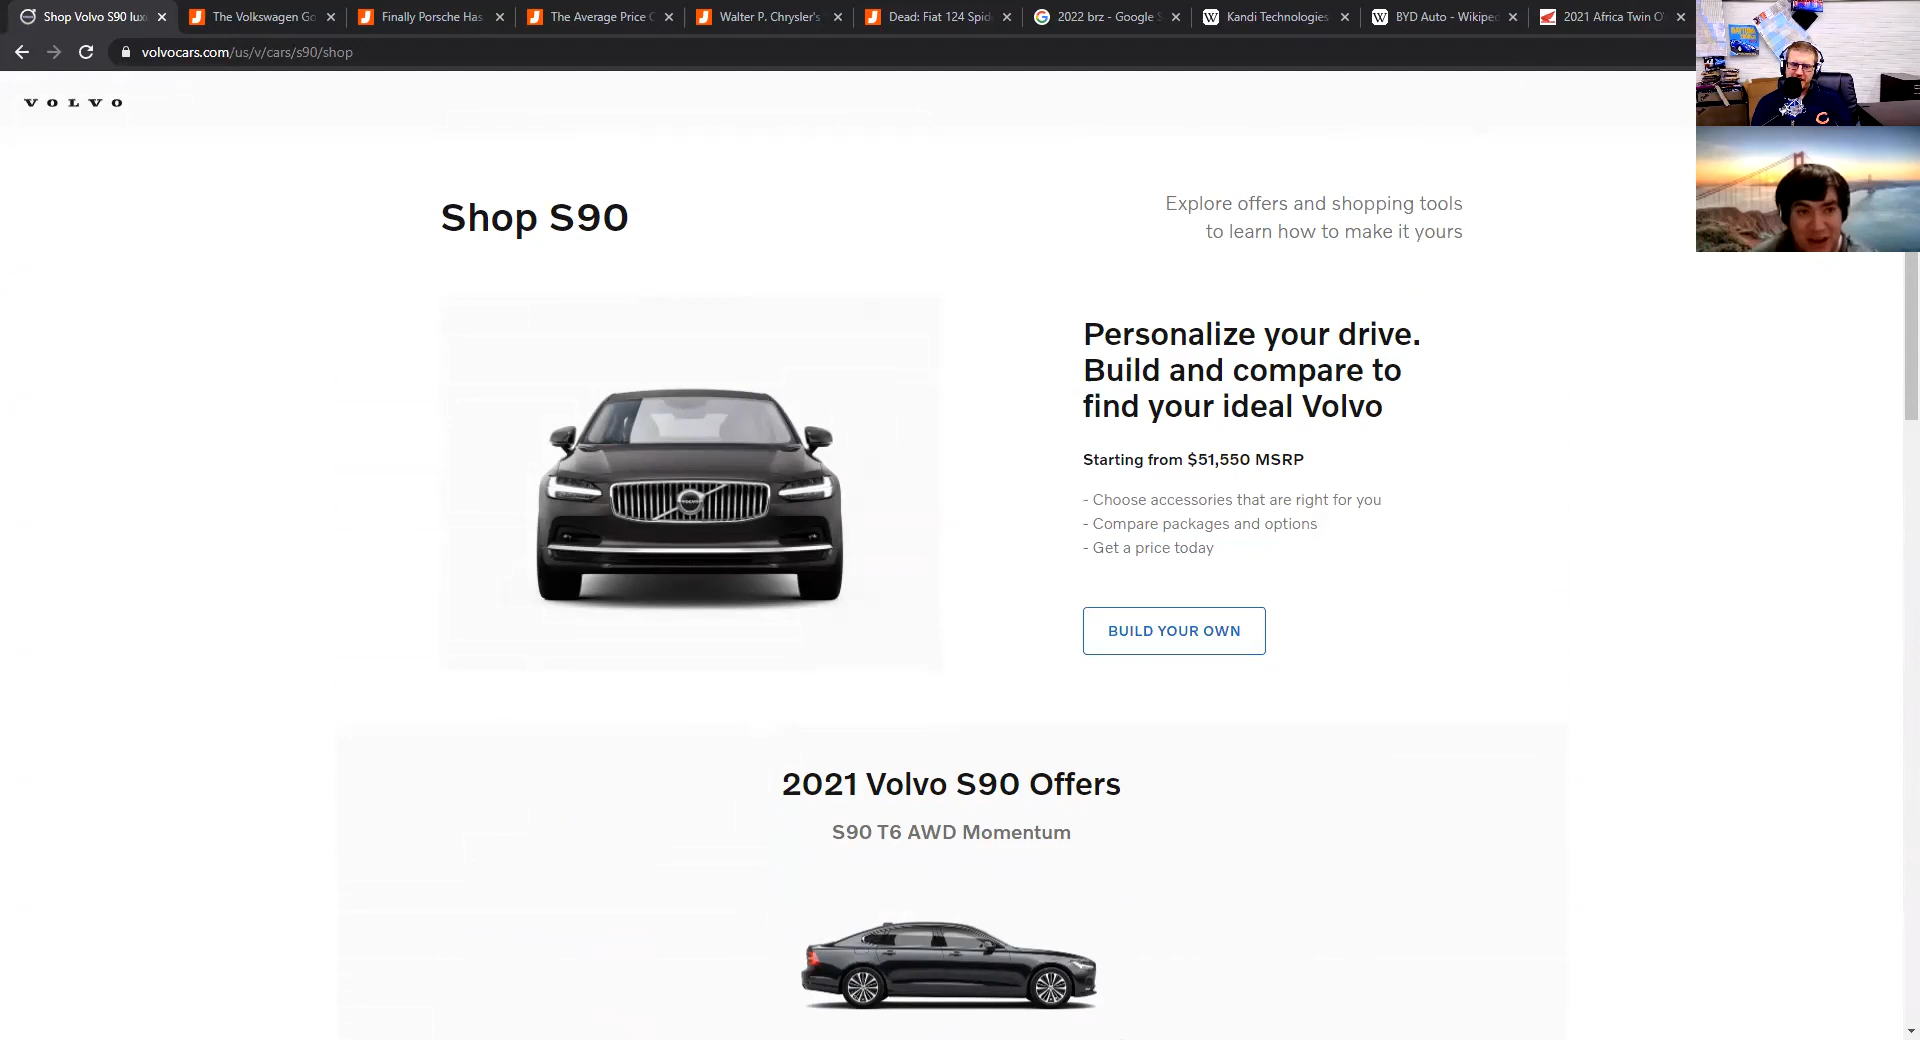 Shop Volvo S90 lux
The Volkswagen Go
Finally Porsche Has
The Average Price
Walter P. Chrysler's
Dead: Fiat 124 Spid
2022 brz - Google S
Kandi Technologies
BYD Auto - Wikiped
2021 Africa Twin O
volvocars.com/us/v/cars/s90/shop
VOLVO
Shop S90
Explore offers and shopping tools
to learn how to make it yours
Personalize your drive.
Build and compare to
find your ideal Volvo
Starting from $51,550 MSRP
- Choose accessories that are right for you
- Compare packages and options
- Get a price today
BUILD YOUR OWN
2021 Volvo S90 Offers
S90 T6 AWD Momentum